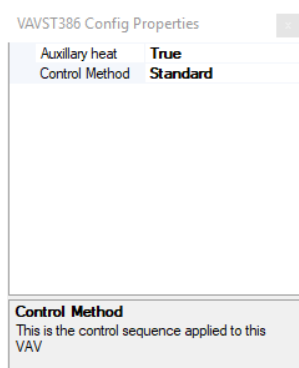 VAVST386 Config Properties
x
Auxillary heat True
Control Method Standard
Control Method
This is the control sequence applied to this
VAV